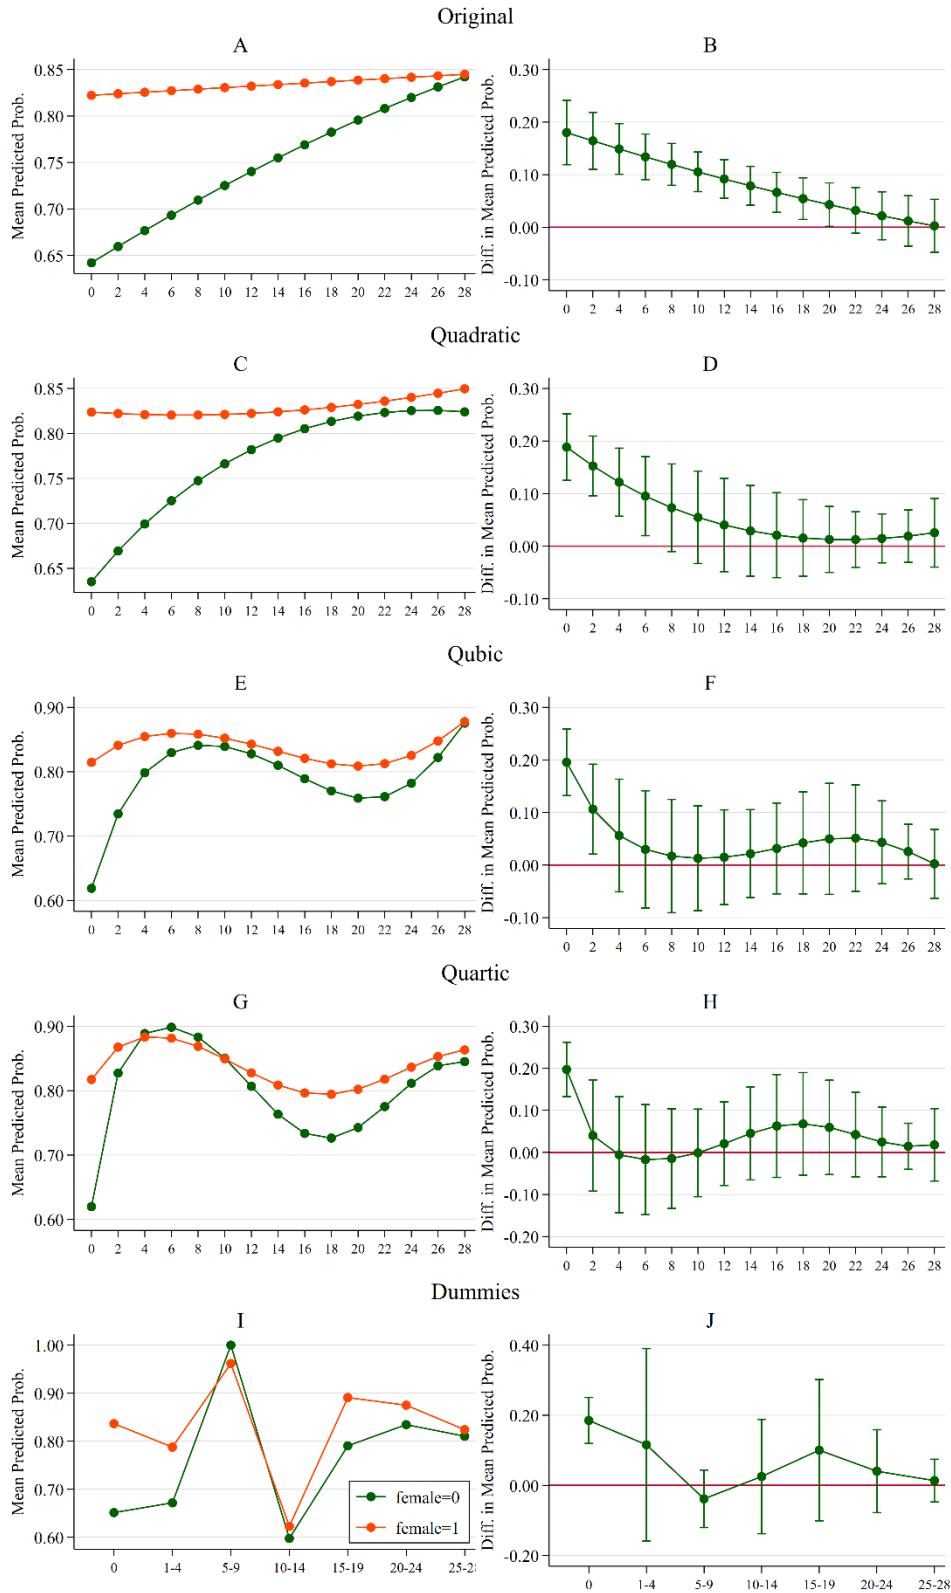 Original
A
B
Mean Predicted Prob.
0.85
0.80
0.75
0.70
0.65
0 2 4 6 8 10 12 14 16 18 20 22 24 26 28
Diff. in Mean Predicted Prob.
0.30
0.20
0.10
0.00
-0.10
0 2 4 6 8 10 12 14 16 18 20 22 24 26 28
Quadratic
C
D
Mean Predicted Prob.
0.85
0.80
0.75
0.70
0.65
0 2 4 6 8 10 12 14 16 18 20 22 24 26 28
Diff. in Mean Predicted Prob.
0.30
0.20
0.10
0.00
-0.10
0 2 4 6 8 10 12 14 16 18 20 22 24 26 28
Qubic
E
F
Mean Predicted Prob.
0.90
0.80
0.70
0.60
0 2 4 6 8 10 12 14 16 18 20 22 24 26 28
Diff. in Mean Predicted Prob.
0.30
0.20
0.10
0.00
-0.10
0 2 4 6 8 10 12 14 16 18 20 22 24 26 28
Quartic
G
H
Mean Predicted Prob.
0.90
0.80
0.70
0.60
0 2 4 6 8 10 12 14 16 18 20 22 24 26 28
Diff. in Mean Predicted Prob.
0.30
0.20
0.10
0.00
-0.10
-0.20
0 2 4 6 8 10 12 14 16 18 20 22 24 26 28
Dummies
I
J
Mean Predicted Prob.
1.00
0.90
0.80
0.70
0.60
female=0
female=1
0 1-4 5-9 10-14 15-19 20-24 25-28
Diff. in Mean Predicted Prob.
0.40
0.20
0.00
-0.20
0 1-4 5-9 10-14 15-19 20-24 25-28